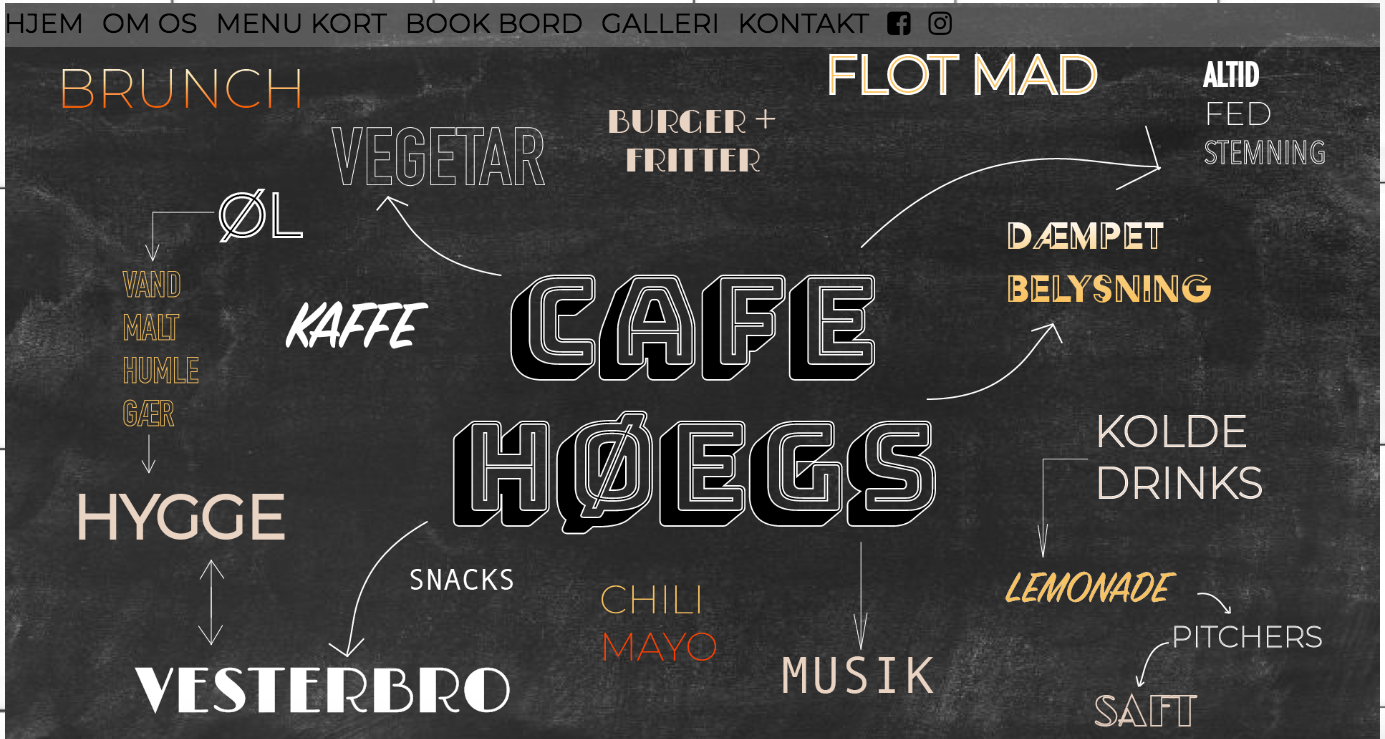 HJEM OM OS MENU KORT BOOK BORD GALLERI KONTAKT
BRUNCH
VEGETAR
BURGER +
FRITTER
FLOT MAD
ALTID
FED
STEMNING
ØL
VAND
MALT
HUMLE
GÆR
KAFFE
CAFE
HØEGS
DÆMPET
BELYSNING
HYGGE
KOLDE
DRINKS
SNACKS
CHILI
MAYO
LEMONADE
PITCHERS
SAFT
VESTERBRO
MUSIK